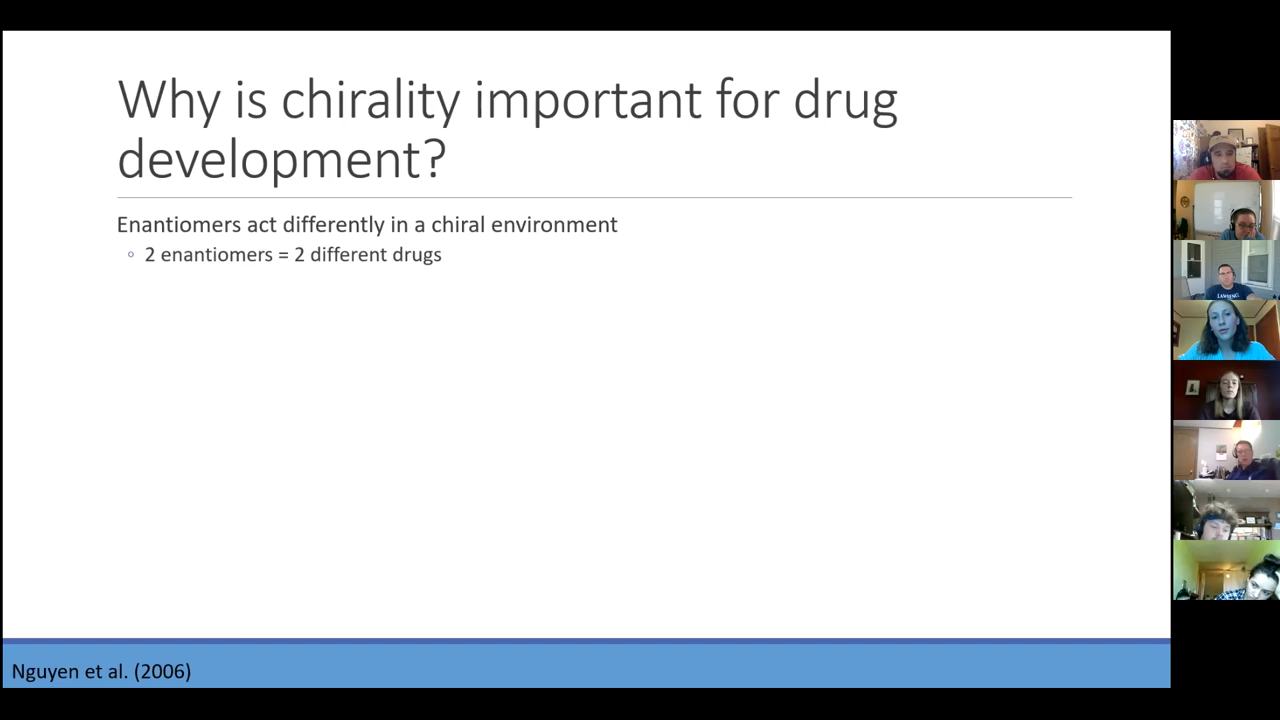 Why is chirality important for drug
development?
Enantiomers act differently in a chiral environment
◦ 2 enantiomers = 2 different drugs
Nguyen et al. (2006)